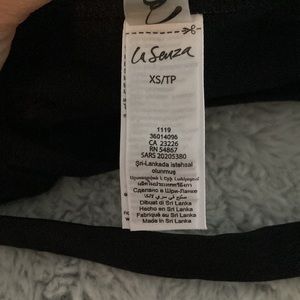 la Senza
XS/TP
1119
36014096
CA 23226
RN 54867
SARS 20205380
Şri-Lankada istehsal
olunmuş
Сделано в Шри-Ланке
Dibuat di Sri Lanka
Hecho en Sri Lanka
Fabriqué au Sri Lanka
Made in Sri Lanka